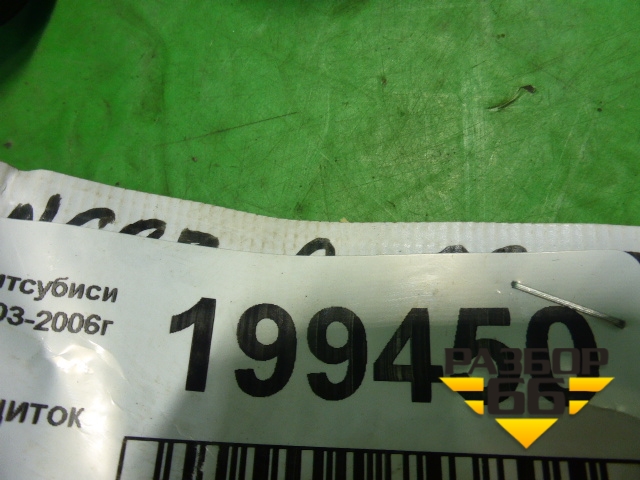 итсубиси
03-2006г
199450
щиток
РАЗБОР
66